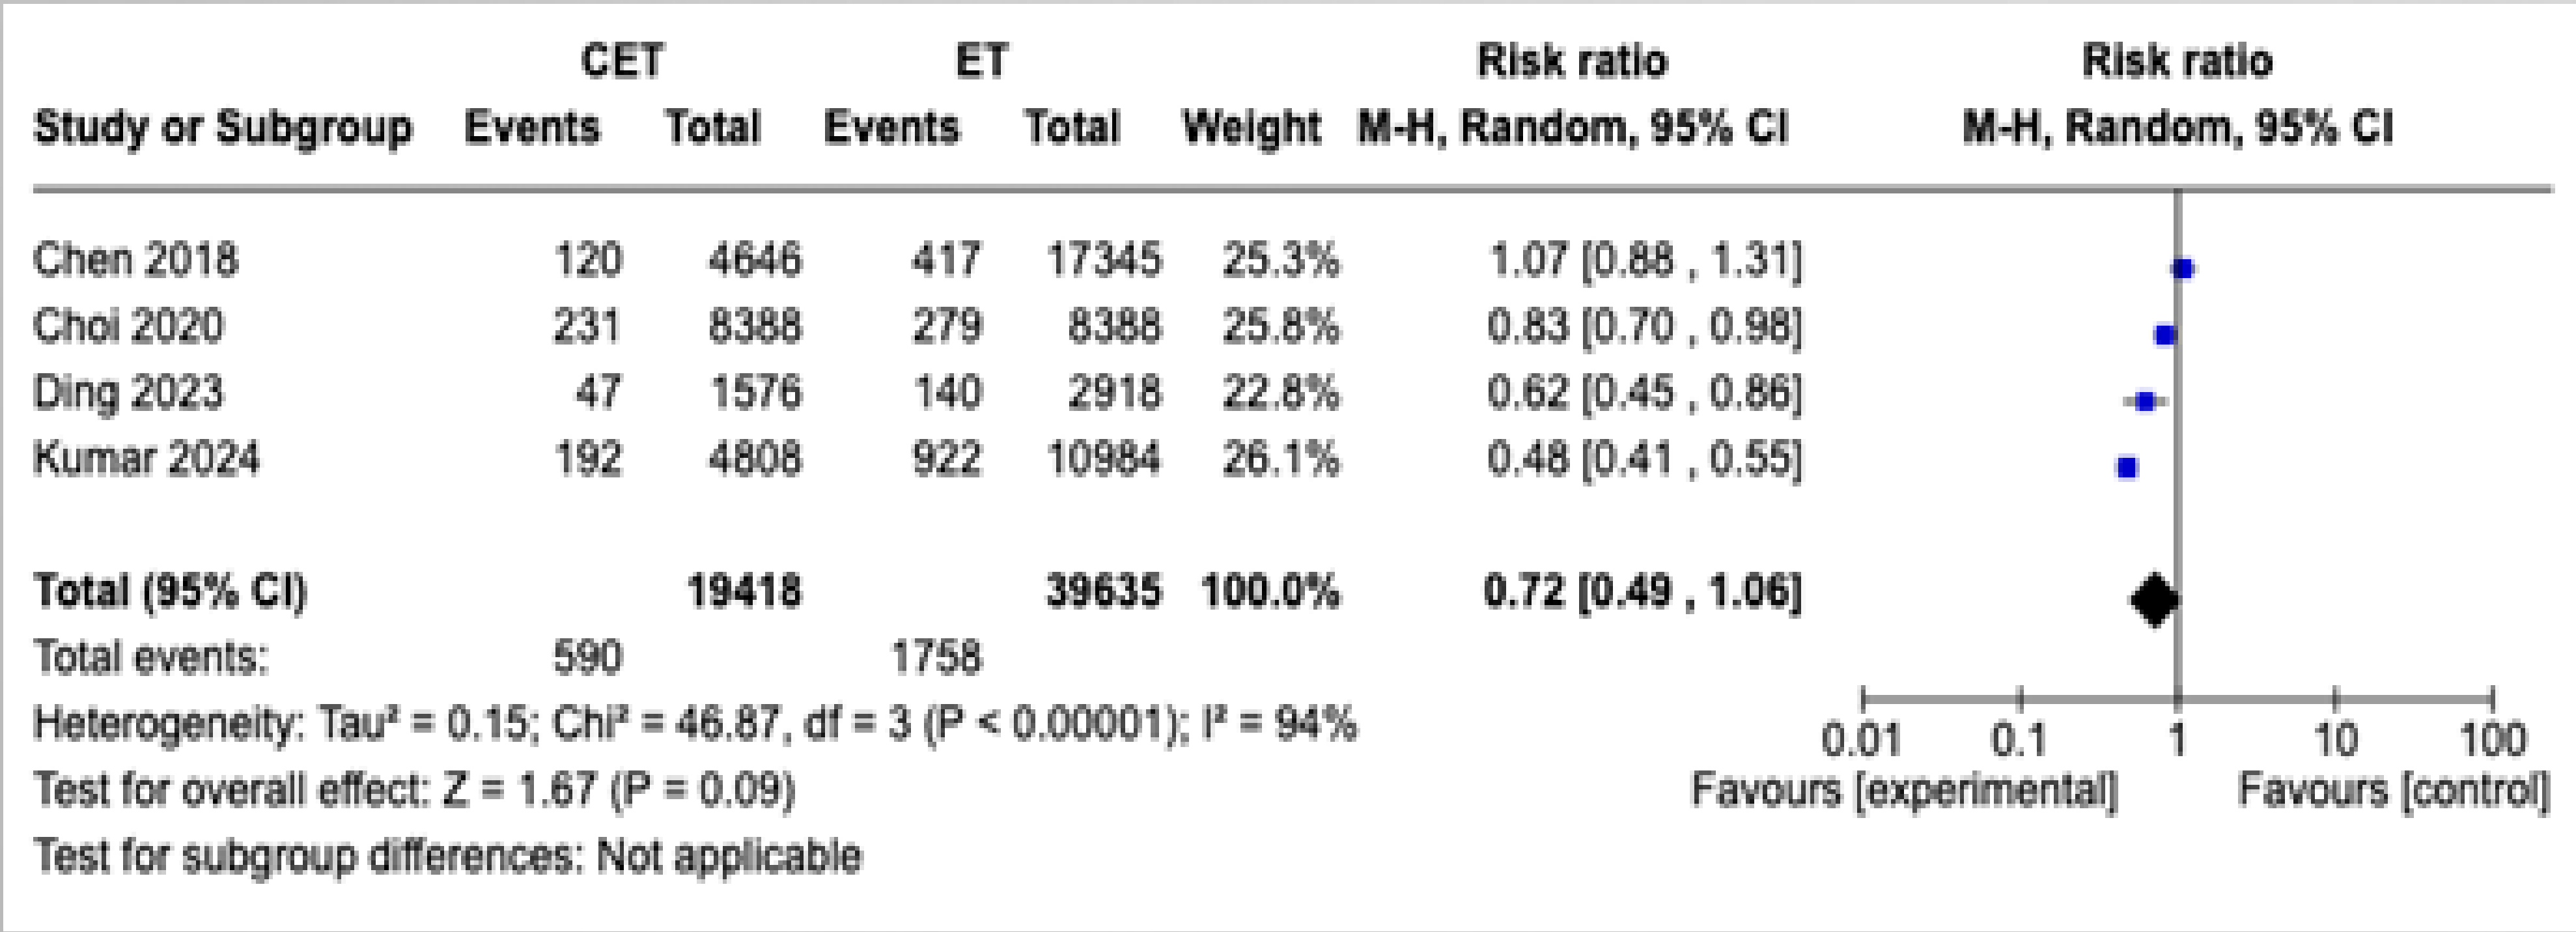 CET ET Risk ratio Risk ratio
Study or Subgroup Events Total Events Total Weight M-H, Random, 95% CI M-H, Random, 95% CI
Chen 2018 120 4646 417 17345 25.3% 1.07 [0.88 , 1.31]
Choi 2020 231 8388 279 8388 25.8% 0.83 [0.70 , 0.98]
Ding 2023 47 1576 140 2918 22.8% 0.62 [0.45 , 0.86]
Kumar 2024 192 4808 922 10984 26.1% 0.48 [0.41 , 0.55]
Total (95% CI) 19418 39635 100.0% 0.72 [0.49 , 1.06]
Total events: 590 1758
Heterogeneity: Tau² = 0.15; Chi² = 46.87, df = 3 (P < 0.00001); I² = 94%
0.01 0.1 1 10 100
Test for overall effect: Z = 1.67 (P = 0.09) Favours [experimental] Favours [control]
Test for subgroup differences: Not applicable